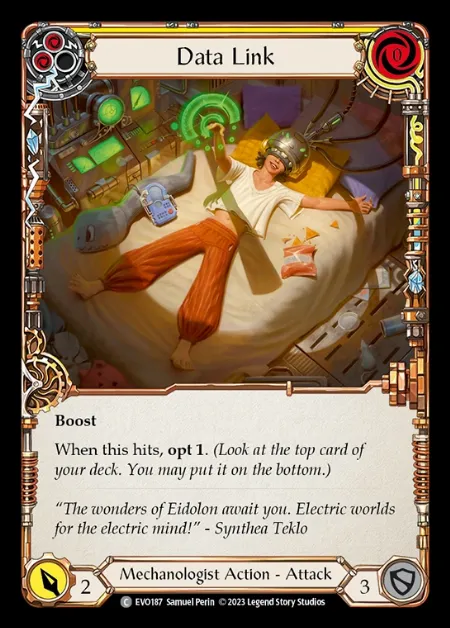 Data Link
0
Boost
When this hits, opt 1. (Look at the top card of
your deck. You may put it on the bottom.)
“The wonders of Eidolon await you. Electric worlds
for the electric mind!” - Synthea Teklo
2
Mechanologist Action - Attack
3
C EVO187 Samuel Perin © 2023 Legend Story Studios